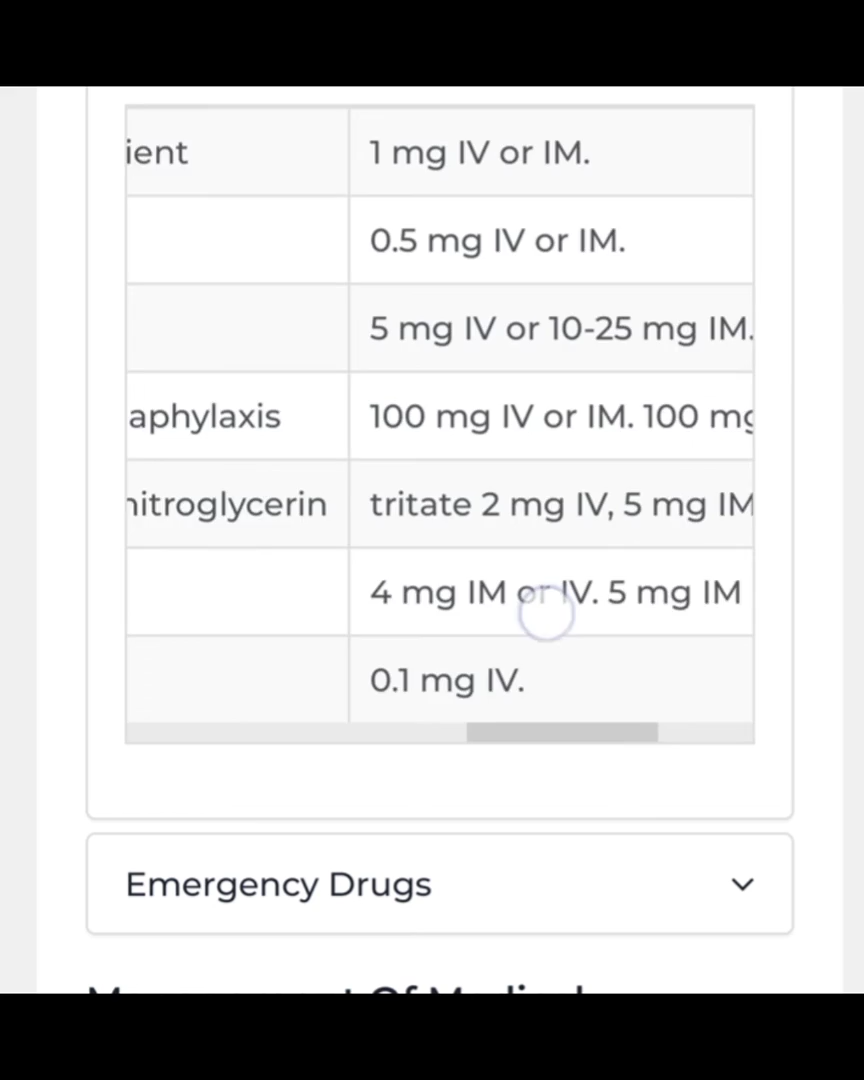 ient 1 mg IV or IM.
0.5 mg IV or IM.
5 mg IV or 10-25 mg IM.
aphylaxis 100 mg IV or IM. 100 mg
nitroglycerin tritate 2 mg IV, 5 mg IM
4 mg IM or IV. 5 mg IM
0.1 mg IV.
Emergency Drugs